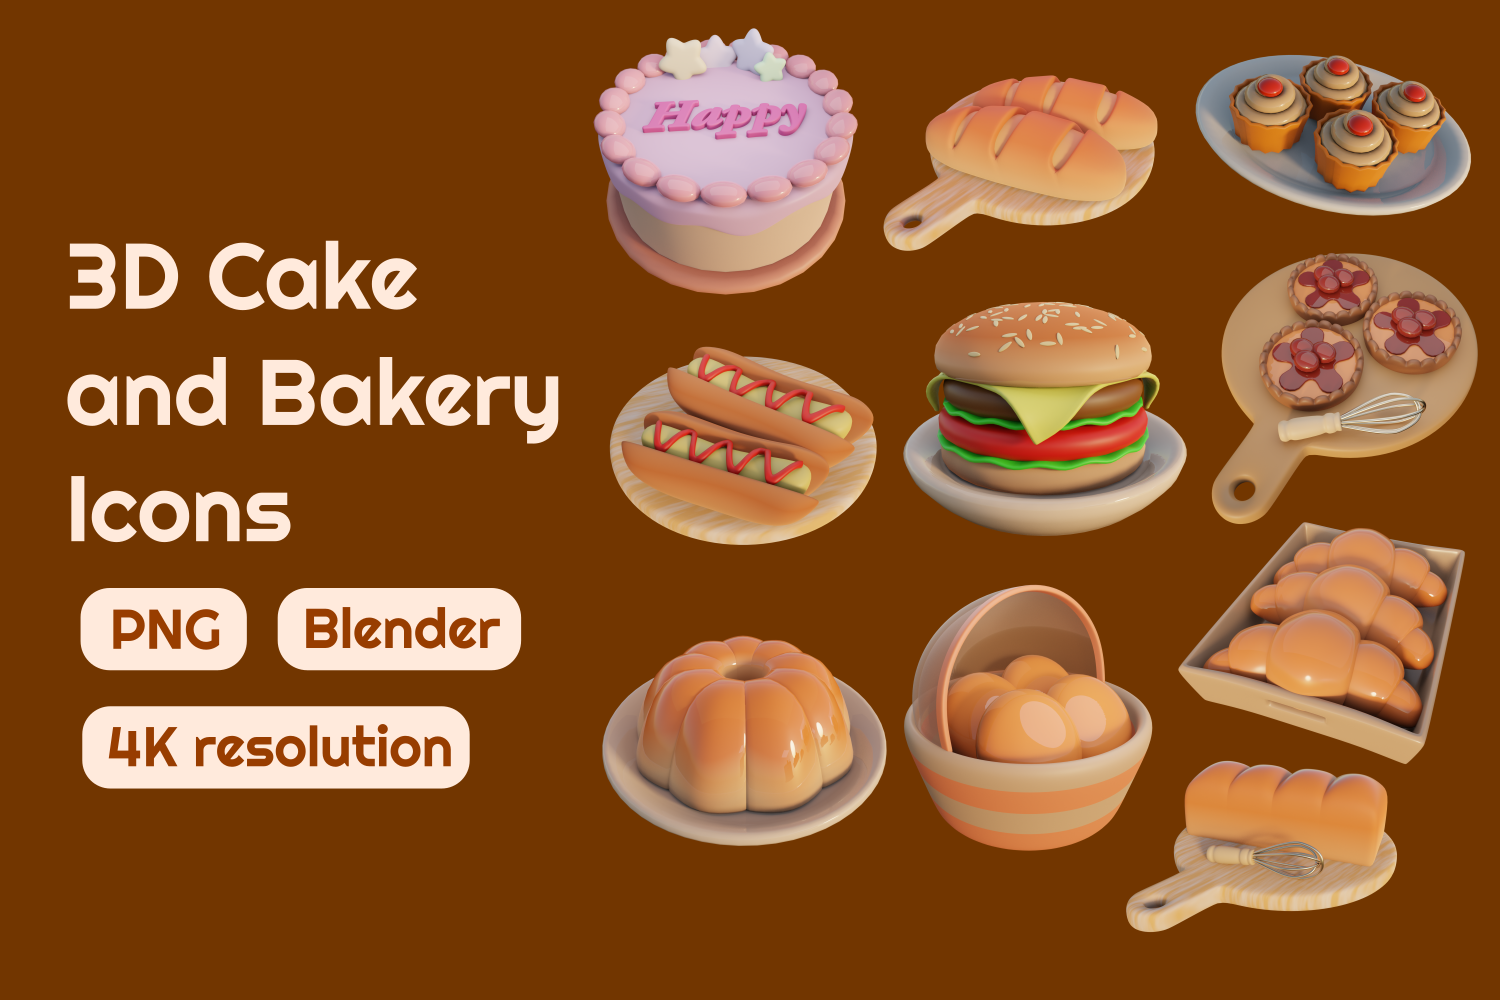 3D Cake
and Bakery
Icons
PNG
Blender
4K resolution
Happy